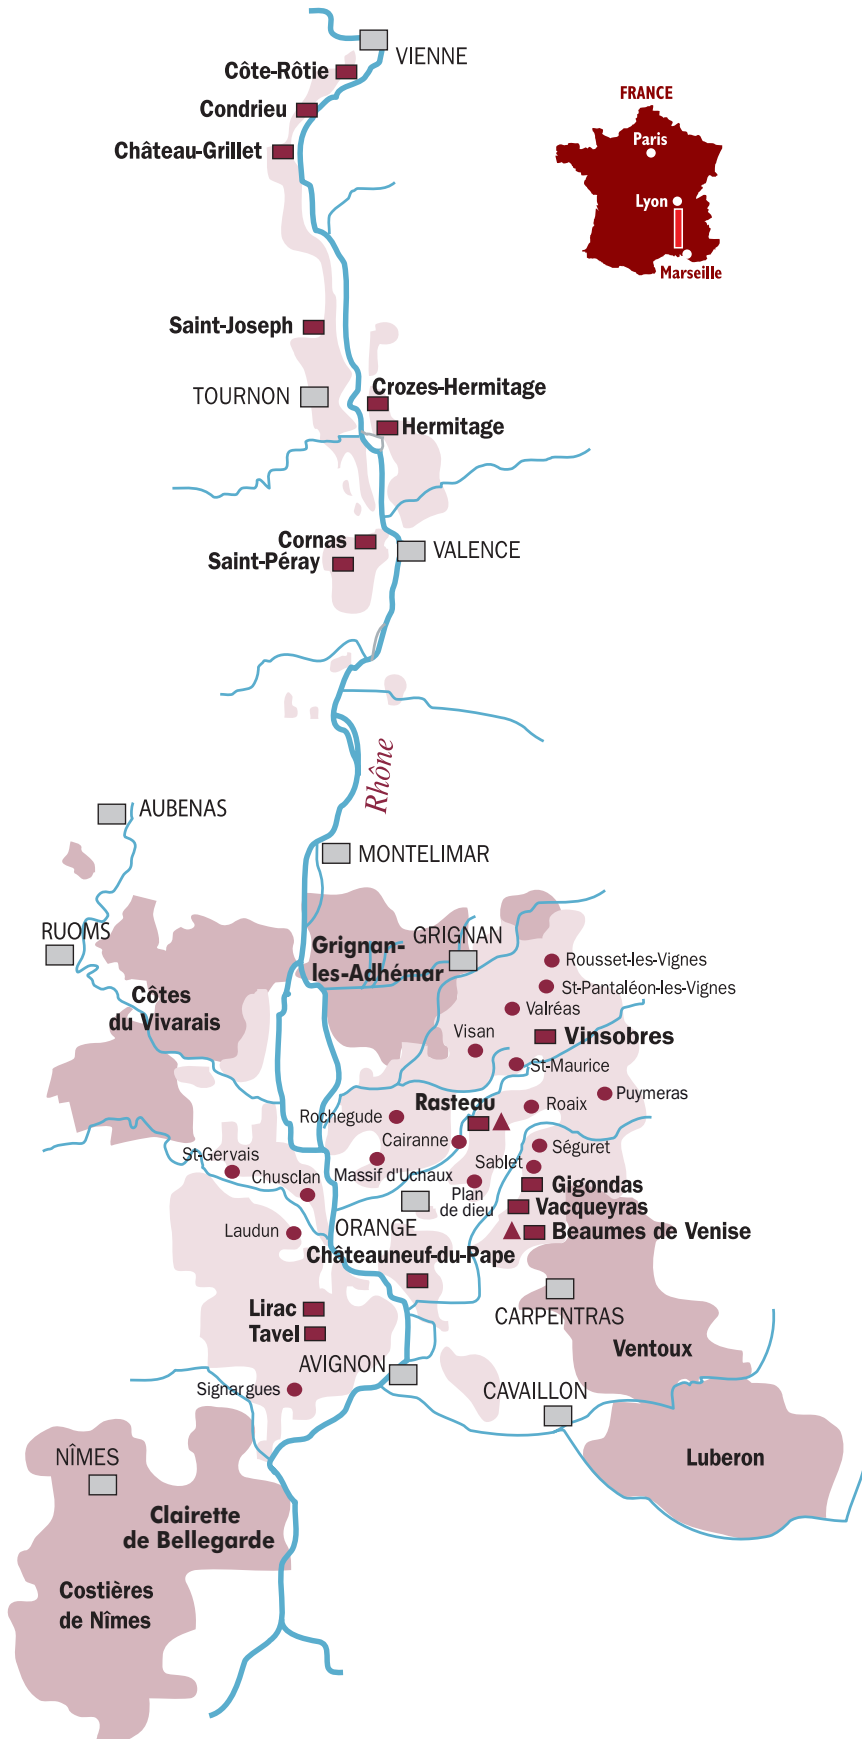 VIENNE
Côte-Rôtie
FRANCE
Condrieu
Paris
Château-Grillet
Lyon
Marseille
Saint-Joseph
Crozes-Hermitage
TOURNON
Hermitage
Cornas
VALENCE
Saint-Péray
Rhône
AUBENAS
MONTELIMAR
RUOMS
GRIGNAN
Grignan-
les-Adhémar
Rousset-les-Vignes
St-Pantaléon-les-Vignes
Côtes
du Vivarais
Valréas
Visan
Vinsobres
St-Maurice
Puymeras
Rasteau
Roaix
Rochegude
Cairanne
Séguret
St-Gervais
Sablet
Massif d'Uchaux
Chusclan
Gigondas
Plan
de dieu
Vacqueyras
ORANGE
Laudun
Beaumes de Venise
Châteauneuf-du-Pape
Lirac
CARPENTRAS
Tavel
Ventoux
AVIGNON
Signargues
CAVAILLON
NÎMES
Luberon
Clairette
de Bellegarde
Costières
de Nîmes